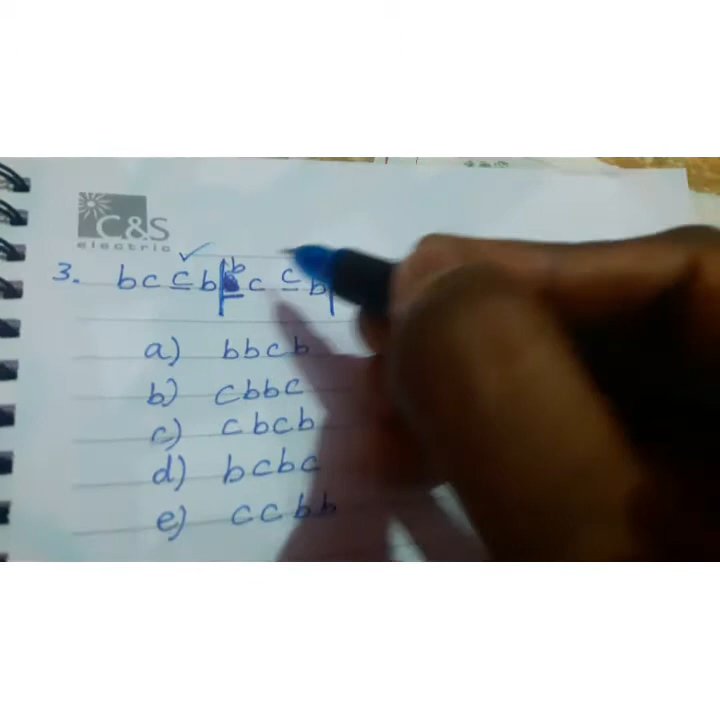 C&S
electric
3. bc c b | b c c b |
a) bbcb
b) cbbc
c) cbcb
d) bcbc
e) ccbb